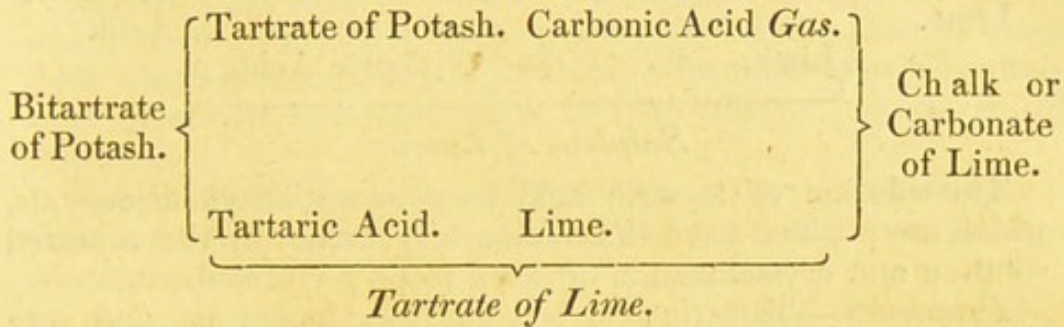 Tartrate of Potash. Carbonic Acid Gas.
Bitartrate
of Potash.
Ch alk or
Carbonate
of Lime.
Tartaric Acid. Lime.
Tartrate of Lime.